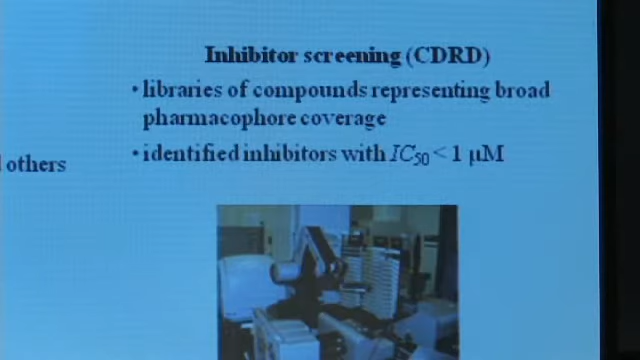 Inhibitor screening (CDRD)
• libraries of compounds representing broad
pharmacophore coverage
others
• identified inhibitors with IC50 < 1 μM